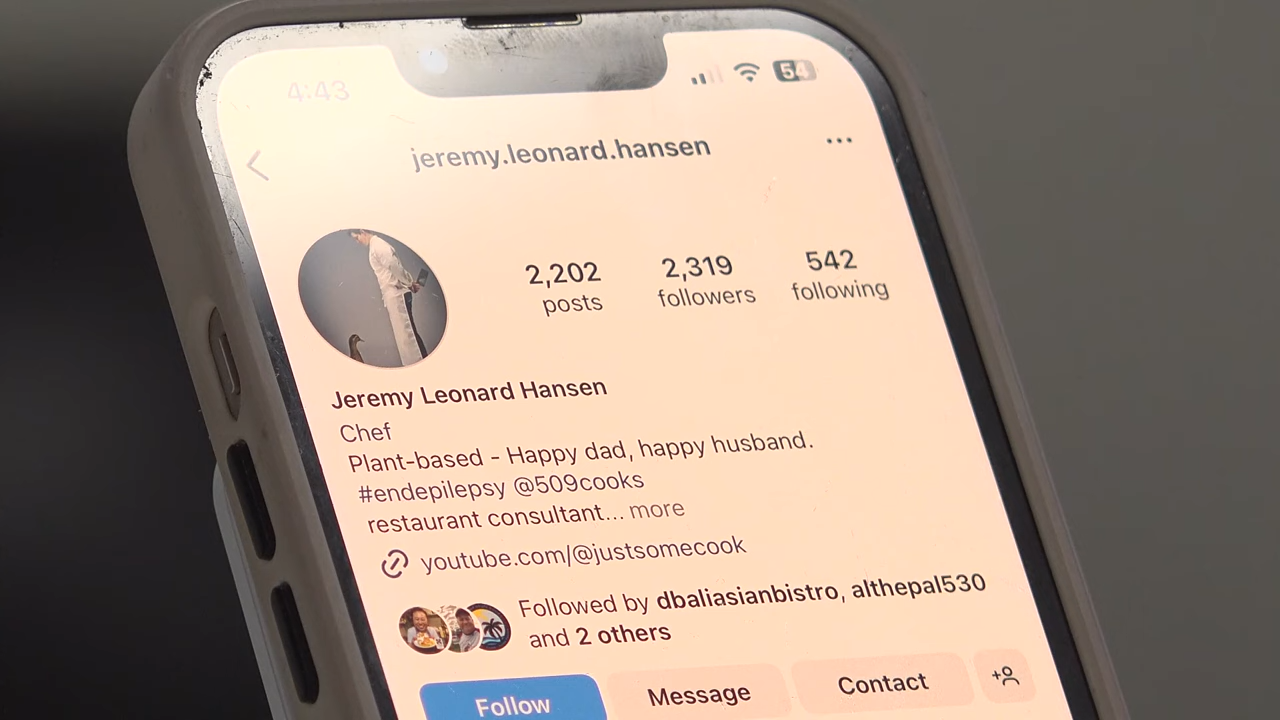 4:43
54
jeremy.leonard.hansen
2,202 2,319 542
posts followers following
Jeremy Leonard Hansen
Chef
Plant-based - Happy dad, happy husband.
#endepilepsy @509cooks
restaurant consultant... more
youtube.com/@justsomecook
Followed by dbaliasianbistro, althepal530
and 2 others
Follow Message Contact